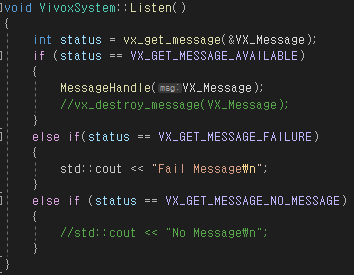 void VivoxSystem::Listen()
{
int status = vx_get_message(&VX_Message);
if (status == VX_GET_MESSAGE_AVAILABLE)
{
MessageHandle(msg:VX_Message);
//vx_destroy_message(VX_Message);
}
else if(status == VX_GET_MESSAGE_FAILURE)
{
std::cout << "Fail Message₩n";
}
else if (status == VX_GET_MESSAGE_NO_MESSAGE)
{
//std::cout << "No Message₩n";
}
}